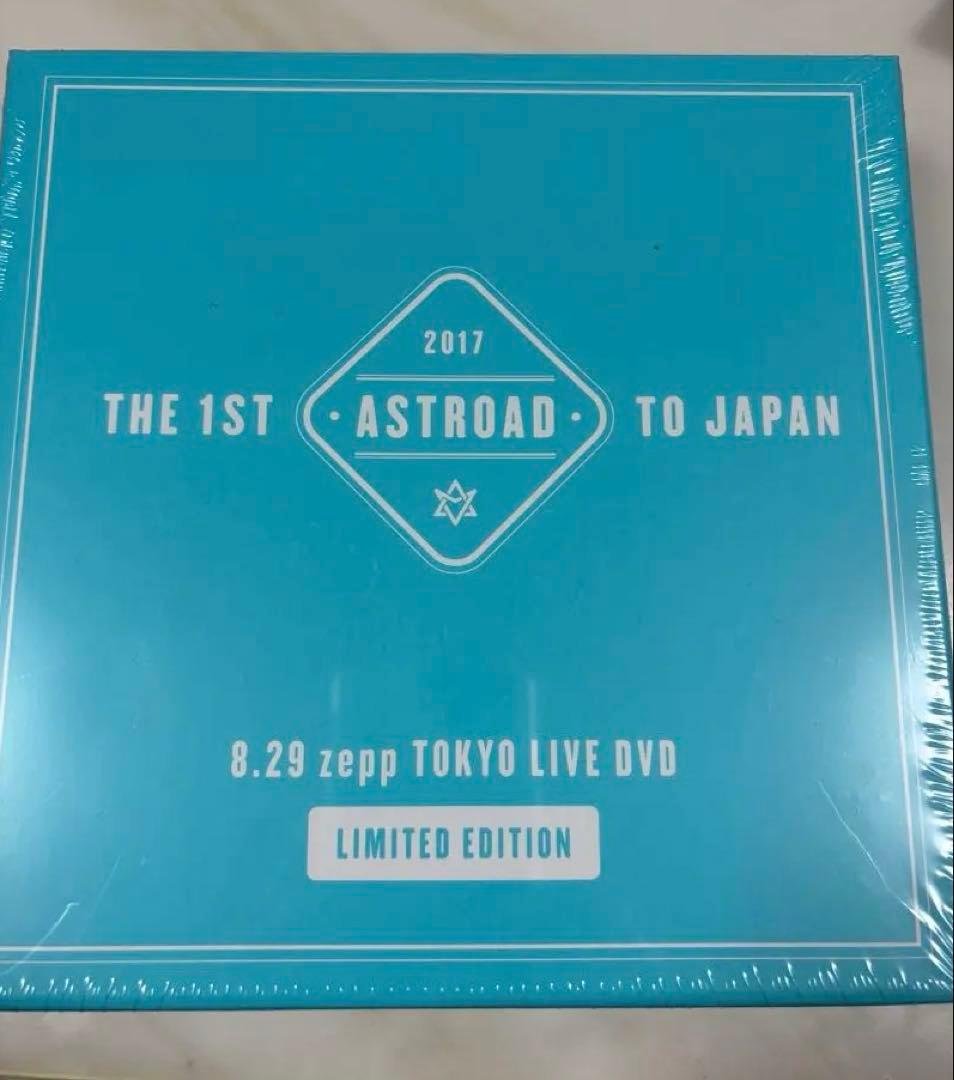 2017
THE 1ST ASTROAD TO JAPAN
8.29 zepp TOKYO LIVE DVD
LIMITED EDITION